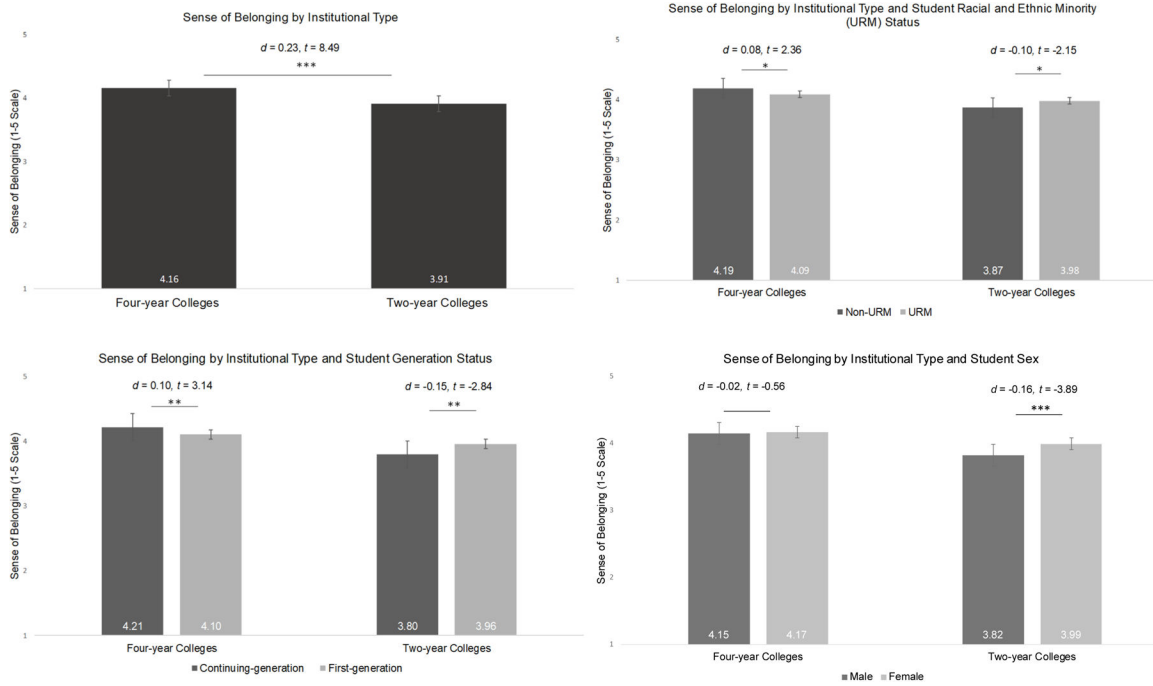 Sense of Belonging by Institutional Type
d = 0.23, t = 8.49
***
Sense of Belonging (1-5 Scale)
5
4
3
2
1
4.16
3.91
Four-year Colleges
Two-year Colleges
Sense of Belonging by Institutional Type and Student Racial and Ethnic Minority
(URM) Status
d = 0.08, t = 2.36
*
d = -0.10, t = -2.15
*
Sense of Belonging (1-5 Scale)
5
4
3
2
1
4.19
4.09
3.87
3.98
Four-year Colleges
Two-year Colleges
Non-URM
URM
Sense of Belonging by Institutional Type and Student Generation Status
d = 0.10, t = 3.14
**
d = -0.15, t = -2.84
**
Sense of Belonging (1-5 Scale)
5
4
3
2
1
4.21
4.10
3.80
3.96
Four-year Colleges
Two-year Colleges
Continuing-generation
First-generation
Sense of Belonging by Institutional Type and Student Sex
d = -0.02, t = -0.56
d = -0.16, t = -3.89
***
Sense of Belonging (1-5 Scale)
5
4
3
2
1
4.15
4.17
3.82
3.99
Four-year Colleges
Two-year Colleges
Male
Female